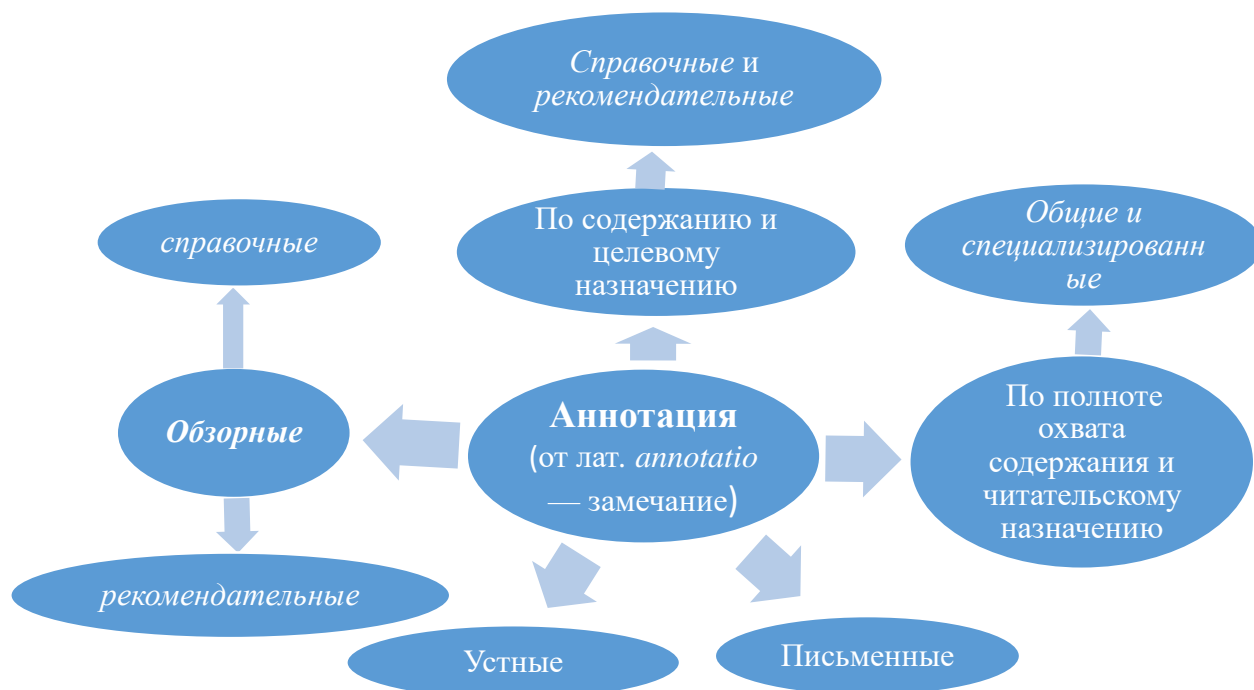 Справочные и
рекомендательные
По содержанию и
целевому
назначению
Общие и
специализированн
ые
справочные
Обзорные
Аннотация
(от лат. annotatio
— замечание)
По полноте
охвата
содержания и
читательскому
назначению
рекомендательные
Устные
Письменные